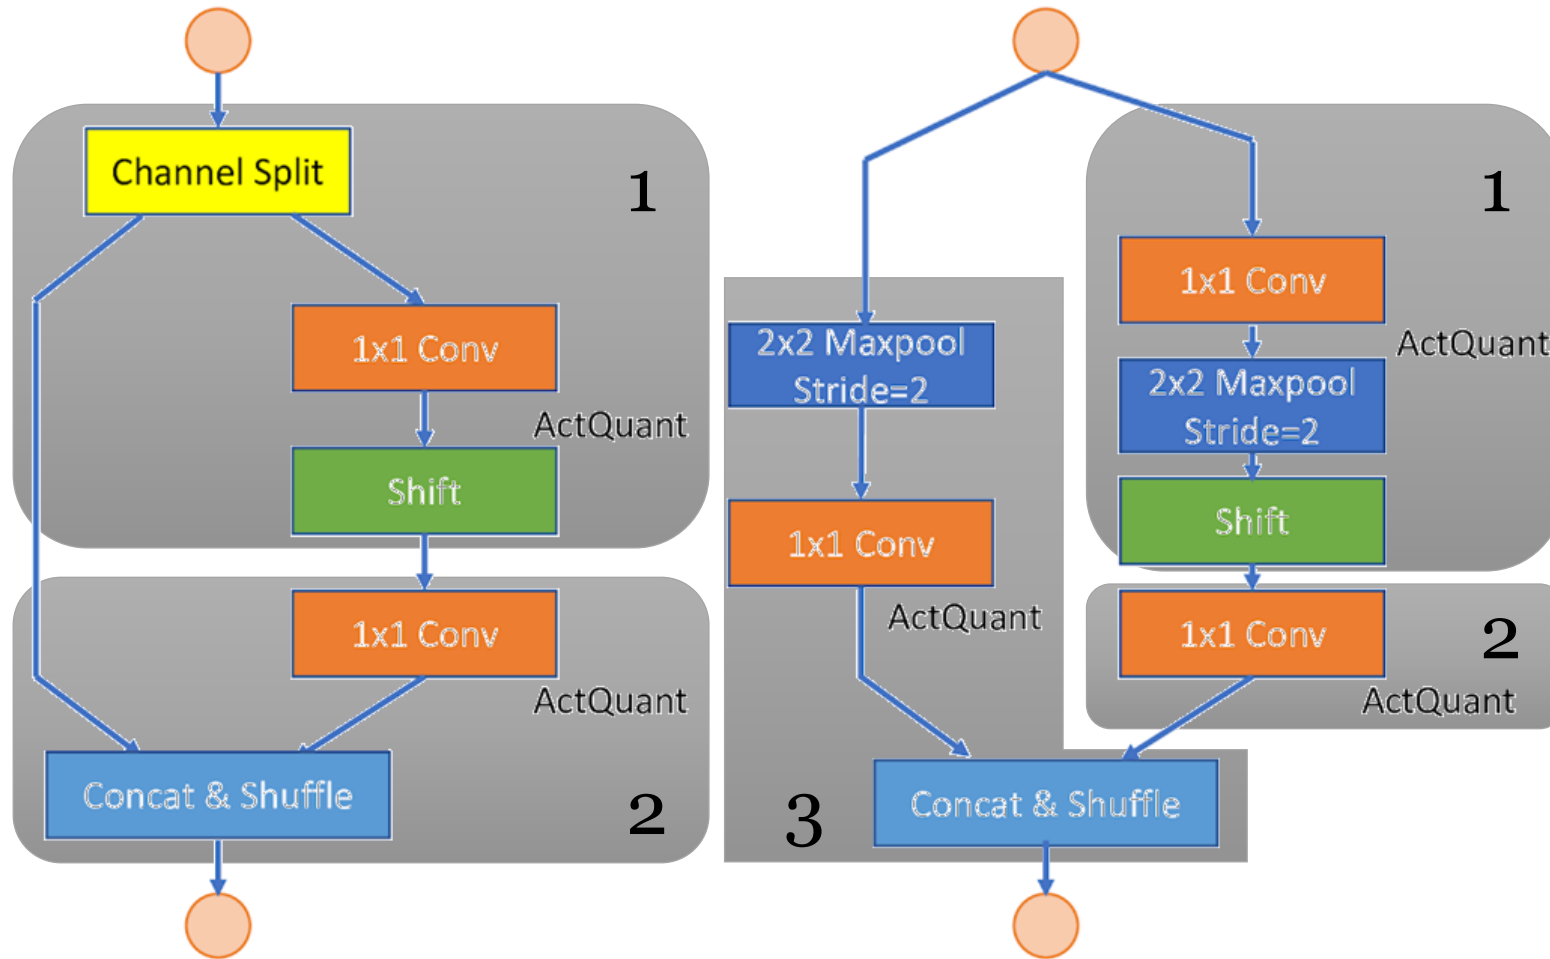 Channel Split
1
1x1 Conv
ActQuant
Shift
1x1 Conv
ActQuant
Concat & Shuffle
2
2x2 Maxpool
Stride=2
1x1 Conv
ActQuant
3
Concat & Shuffle
1
1x1 Conv
ActQuant
2x2 Maxpool
Stride=2
Shift
1x1 Conv
2
ActQuant